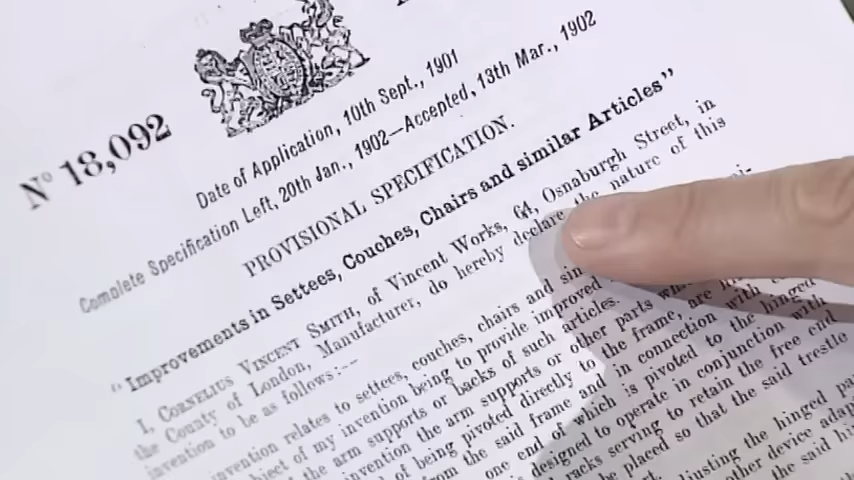 Nº 18,092
Date of Application, 10th Sept., 1901
Complete Specification Left, 20th Jan., 1902—Accepted, 13th Mar., 1902
PROVISIONAL SPECIFICATION.
"Improvements in Settees, Couches, Chairs and similar Articles"
I, CORNELIUS VINCENT SMITH, of Vincent Works, 64, Osnaburgh Street, in
the County of London, Manufacturer, do hereby declare the nature of this
invention to be as follows:—
invention relates to settees, couches, chairs and
object of my invention being to provide improved
the arm supports or backs of such articles.
invention the arm supports or other parts
of being pivoted directly to the frame, are
from the said frame and in connection with
one end of which is pivoted to the hinged
designed to operate in conjunction with
racks serving to retain the free end
be placed so that the said trestle
adjusting the hinged
other device
the said